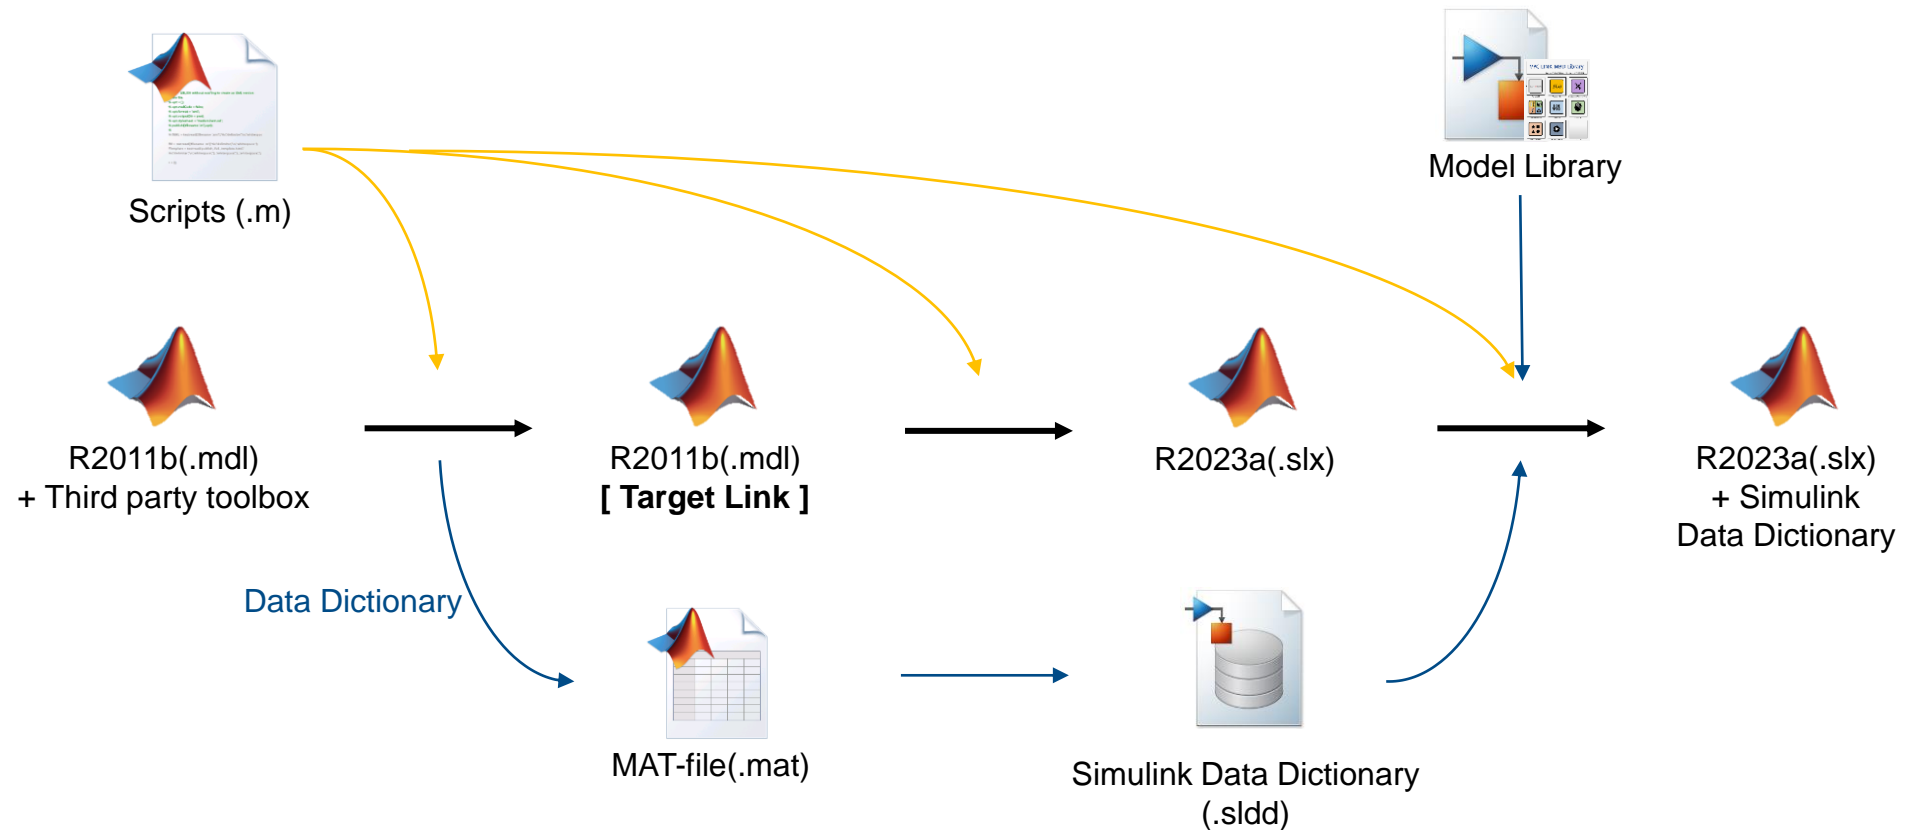 Scripts (.m)
Model Library
R2011b(.mdl)
+ Third party toolbox
R2011b(.mdl)
[ Target Link ]
R2023a(.slx)
R2023a(.slx)
+ Simulink
Data Dictionary
Data Dictionary
MAT-file(.mat)
Simulink Data Dictionary
(.sldd)